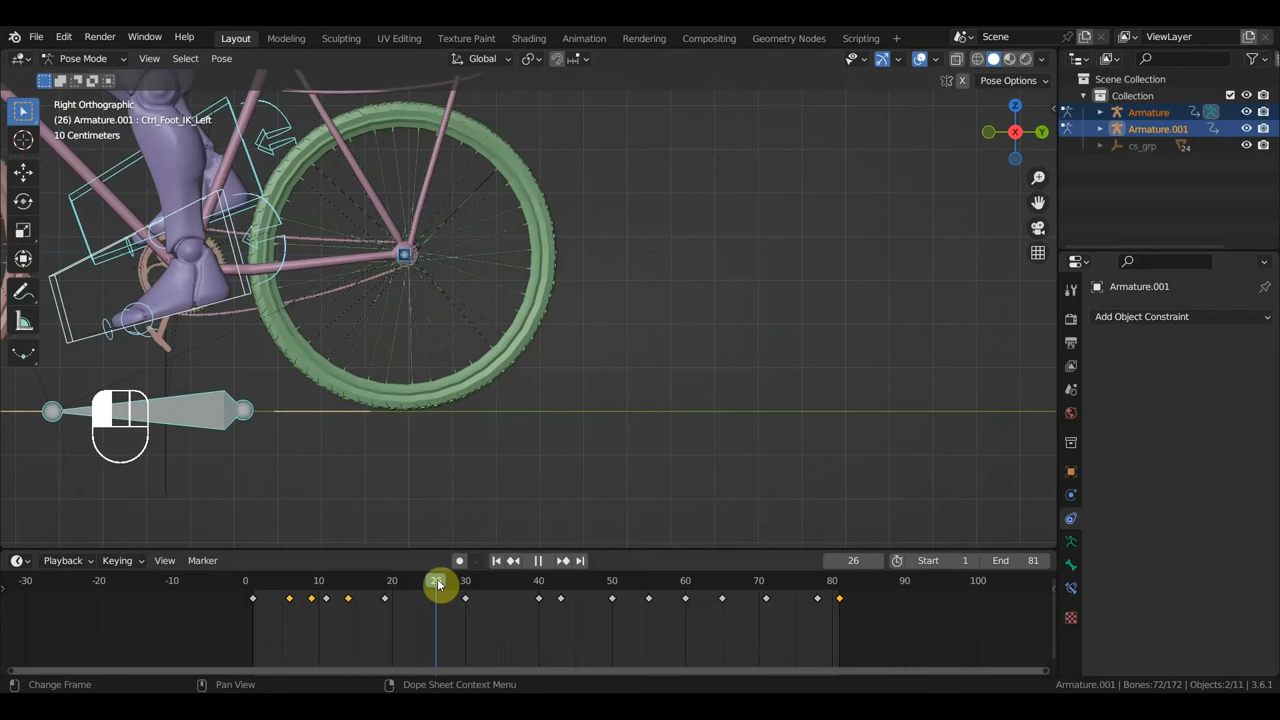 File Edit Render Window Help Layout Modeling Sculpting UV Editing Texture Paint Shading Animation Rendering Compositing Geometry Nodes Scripting Scene ViewLayer
Pose Mode View Select Pose Global
Scene Collection
X Pose Options
Collection
Right Orthographic
(26) Armature.001 : Ctrl_Foot_IK_Left
10 Centimeters
Armature
Armature.001
cs_grp 24
Z
X
Y
Armature.001
Add Object Constraint
Playback Keying View Marker 26 Start 1 End 81
-30 -20 -10 0 10 20 26 30 40 50 60 70 80 90 100
Change Frame Pan View Dope Sheet Context Menu Armature.001 | Bones:72/172 | Objects:2/11 | 3.6.1